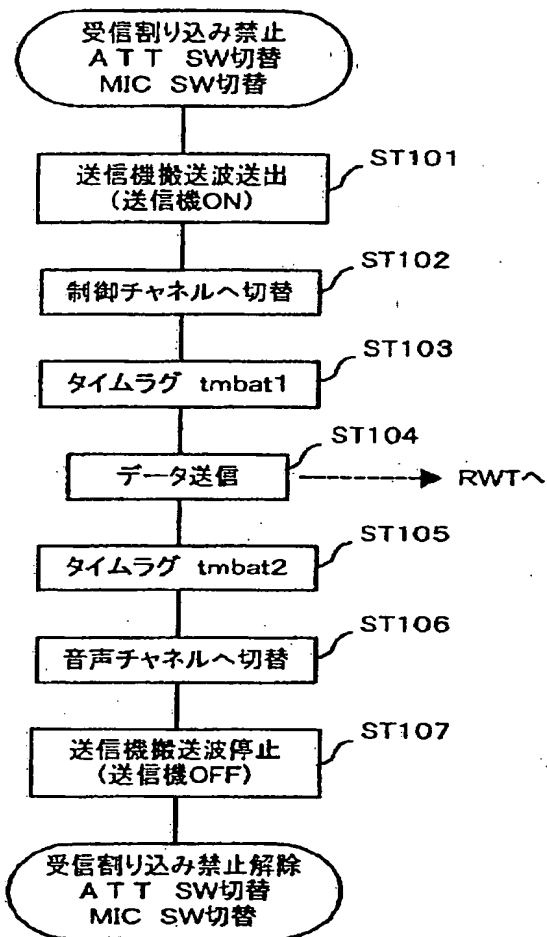 受信割り込み禁止
ATT SW切替
MIC SW切替
ST101
送信機搬送波送出
(送信機ON)
ST102
制御チャネルへ切替
ST103
タイムラグ tmbat1
ST104
データ送信
RWTへ
ST105
タイムラグ tmbat2
ST106
音声チャネルへ切替
ST107
送信機搬送波停止
(送信機OFF)
受信割り込み禁止解除
ATT SW切替
MIC SW切替